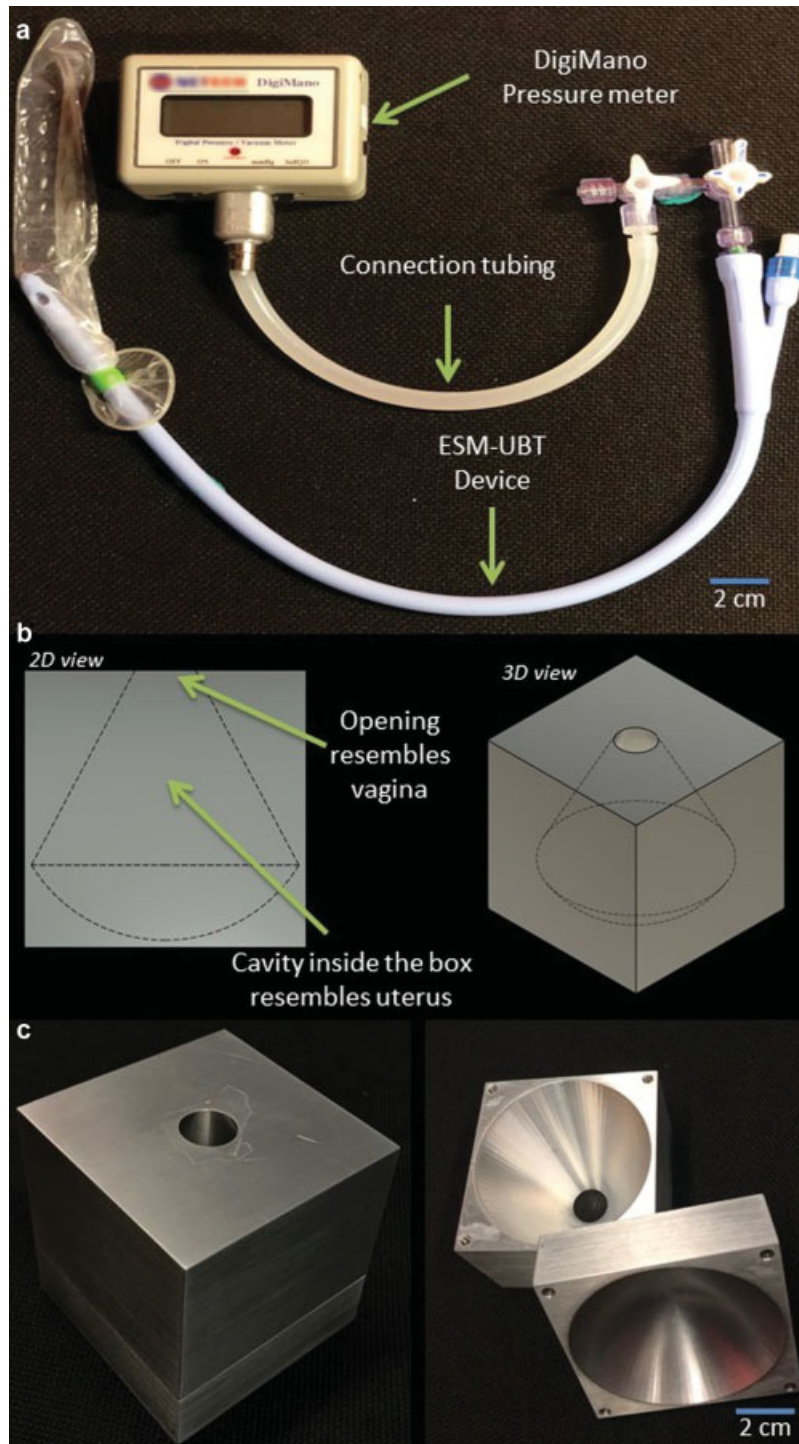 a
DigiMano
DigiMano
Pressure meter
Digital Pressure / Vacuum Meter
OFF ON mmHg
Connection tubing
ESM-UBT
Device
2 cm
b
2D view
3D view
Opening
resembles
vagina
Cavity inside the box
resembles uterus
c
2 cm